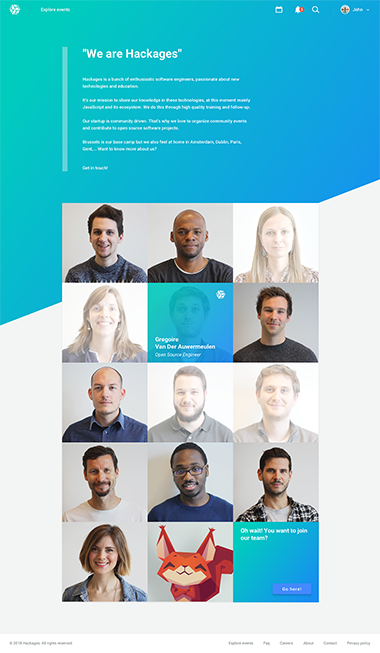 Explore events
John
"We are Hackages"
Hackages is a bunch of enthusiastic software engineers, passionate about new
technologies and education.
It's our mission to share our knowledge in these technologies, at this moment mainly
JavaScript and its ecosystem. We do this through high quality training and follow-up.
Our startup is community driven. That's why we love to organize community events
and contribute to open source software projects.
Brussels is our base camp but we also feel at home in Amsterdam, Dublin, Paris,
Gent,... Want to know more about us?
Get in touch!
Gregoire
Van Der Auwermeulen
Open Source Engineer
Oh wait! You want to join
our team?
Go here!
© 2018 Hackages. All rights reserved
Explore events
Faq
Careers
About
Contact
Privacy policy